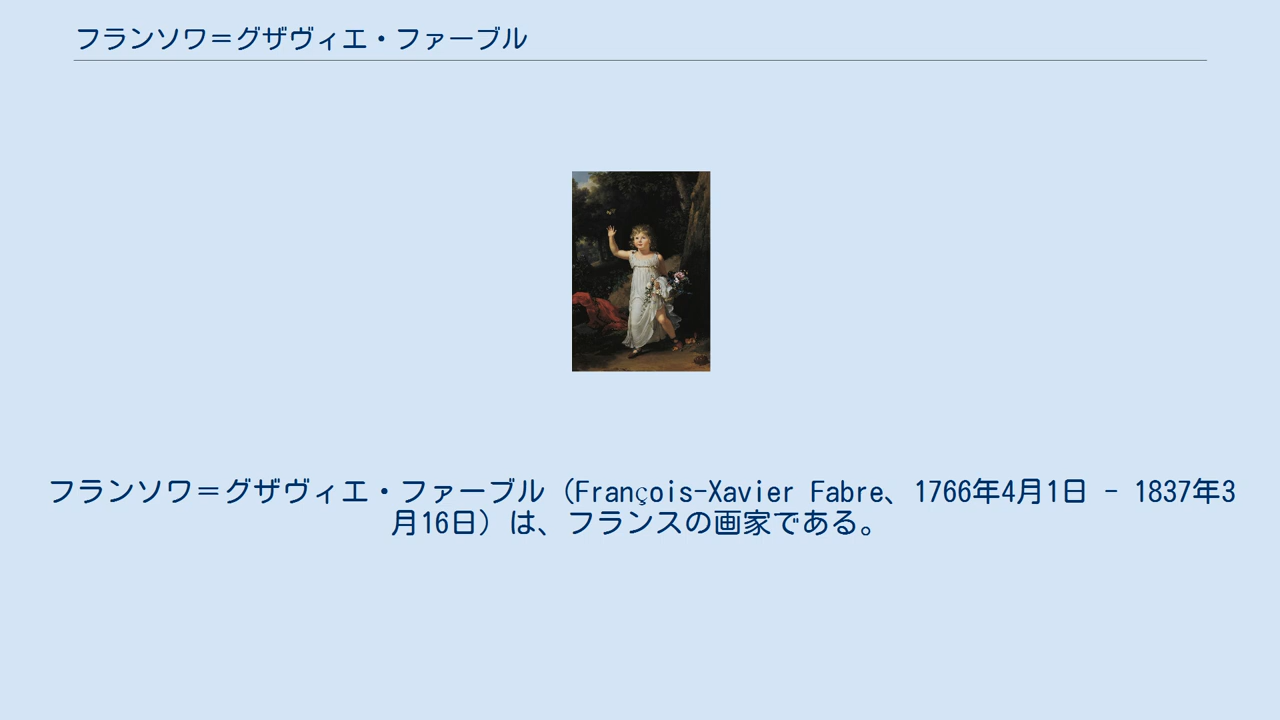 フランソワ＝グザヴィエ・ファーブル
フランソワ＝グザヴィエ・ファーブル（François-Xavier Fabre、1766年4月1日 - 1837年3
月16日）は、フランスの画家である。